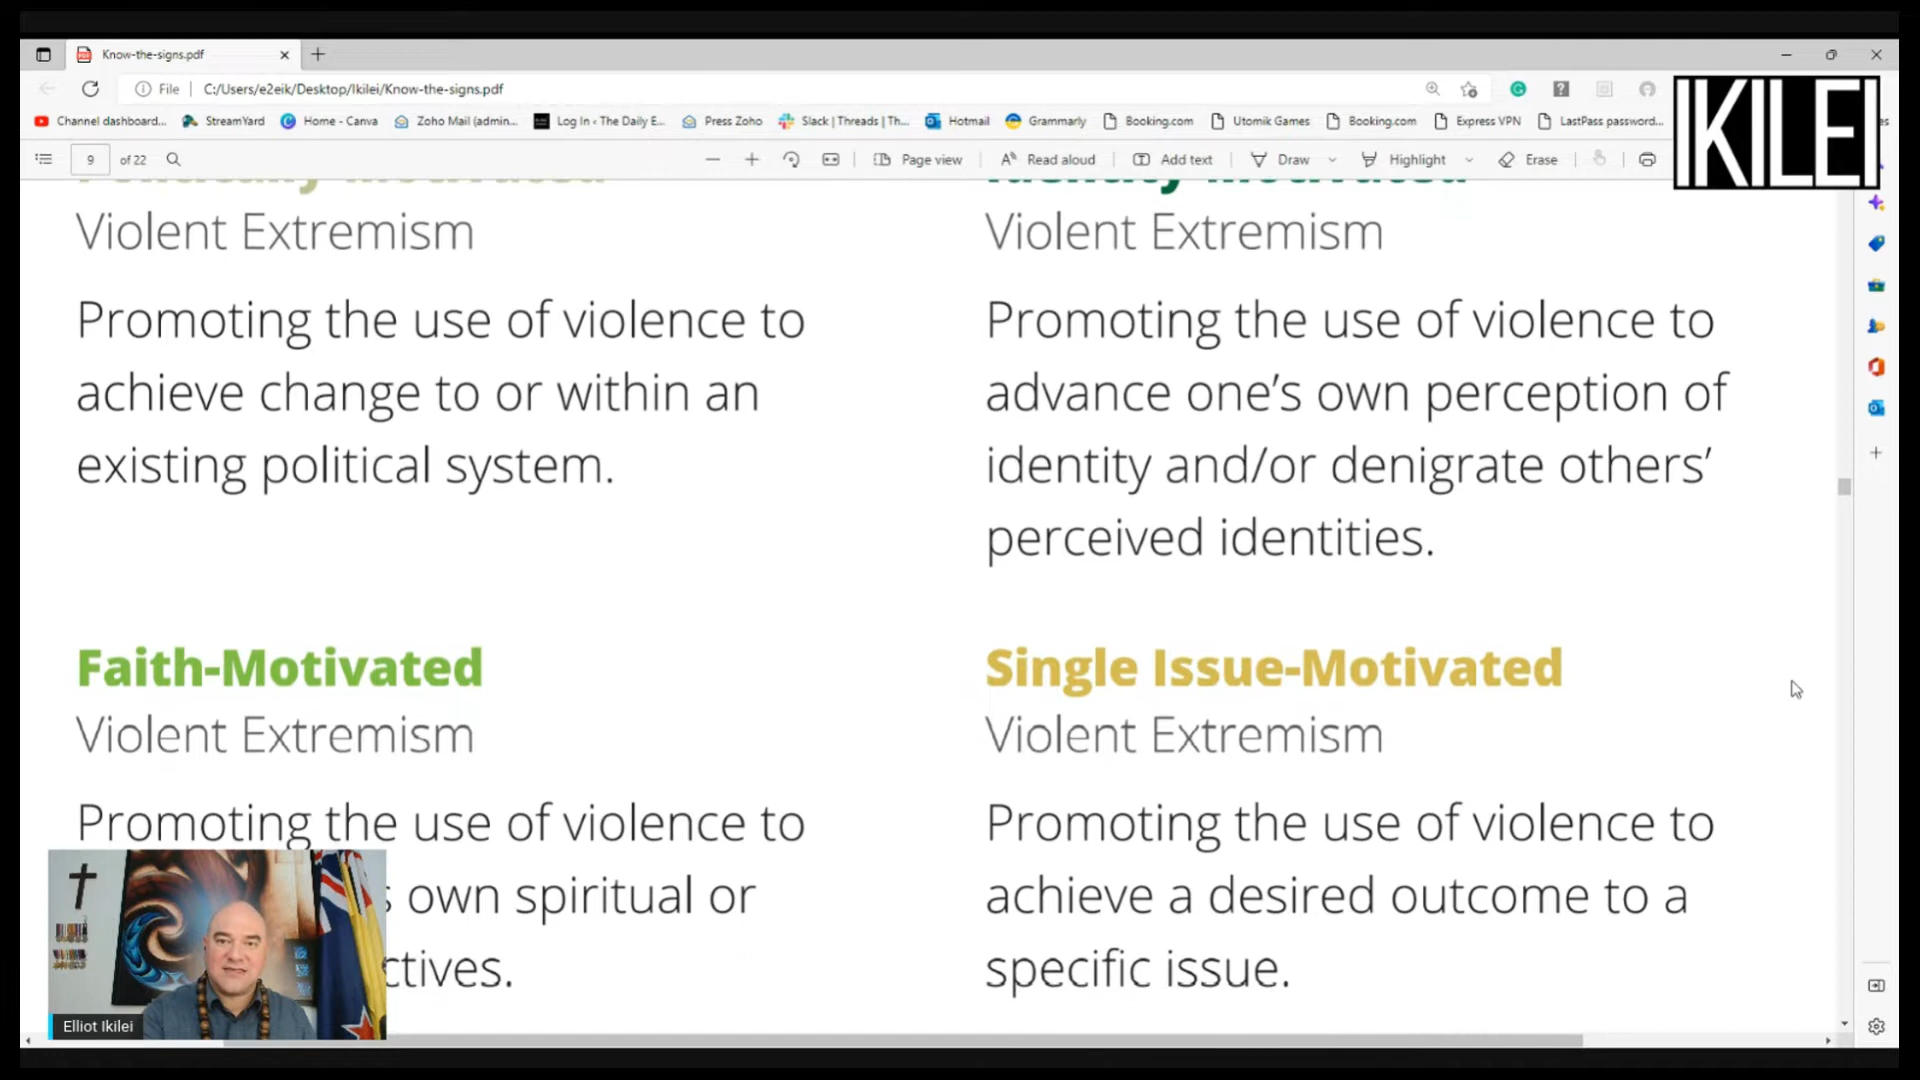 Know-the-signs.pdf
File C:/Users/e2eik/Desktop/Ikilei/Know-the-signs.pdf
Channel dashboard... StreamYard Home - Canva Zoho Mail (admin... Log In ‹ The Daily E... Press Zoho Slack | Threads | Th... Hotmail Grammarly Booking.com Utomik Games Booking.com Express VPN LastPass password... es
IKILEI
9 of 22 Page view Read aloud Add text Draw Highlight Erase
Politically-Motivated
Violent Extremism
Promoting the use of violence to
achieve change to or within an
existing political system.
Identity-Motivated
Violent Extremism
Promoting the use of violence to
advance one’s own perception of
identity and/or denigrate others’
perceived identities.
Faith-Motivated
Violent Extremism
Promoting the use of violence to
s own spiritual or
ctives.
Single Issue-Motivated
Violent Extremism
Promoting the use of violence to
achieve a desired outcome to a
specific issue.
Elliot Ikilei